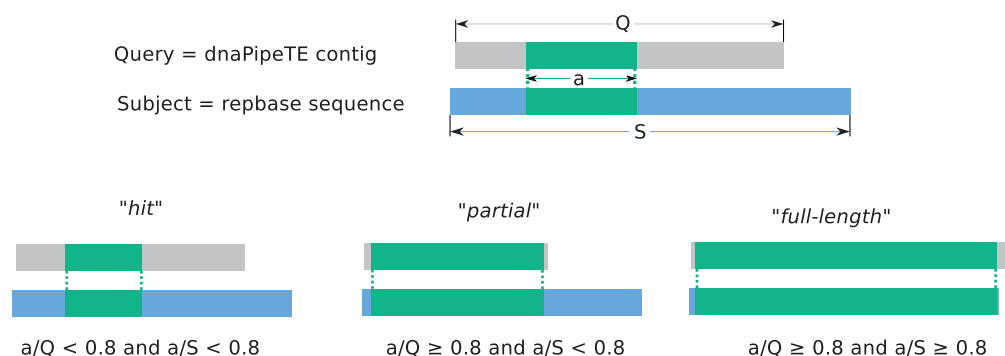 Q
Query = dnaPipeTE contig
a
Subject = repbase sequence
S
"hit"
"partial"
"full-length"
a/Q < 0.8 and a/S < 0.8
a/Q ≥ 0.8 and a/S < 0.8
a/Q ≥ 0.8 and a/S ≥ 0.8